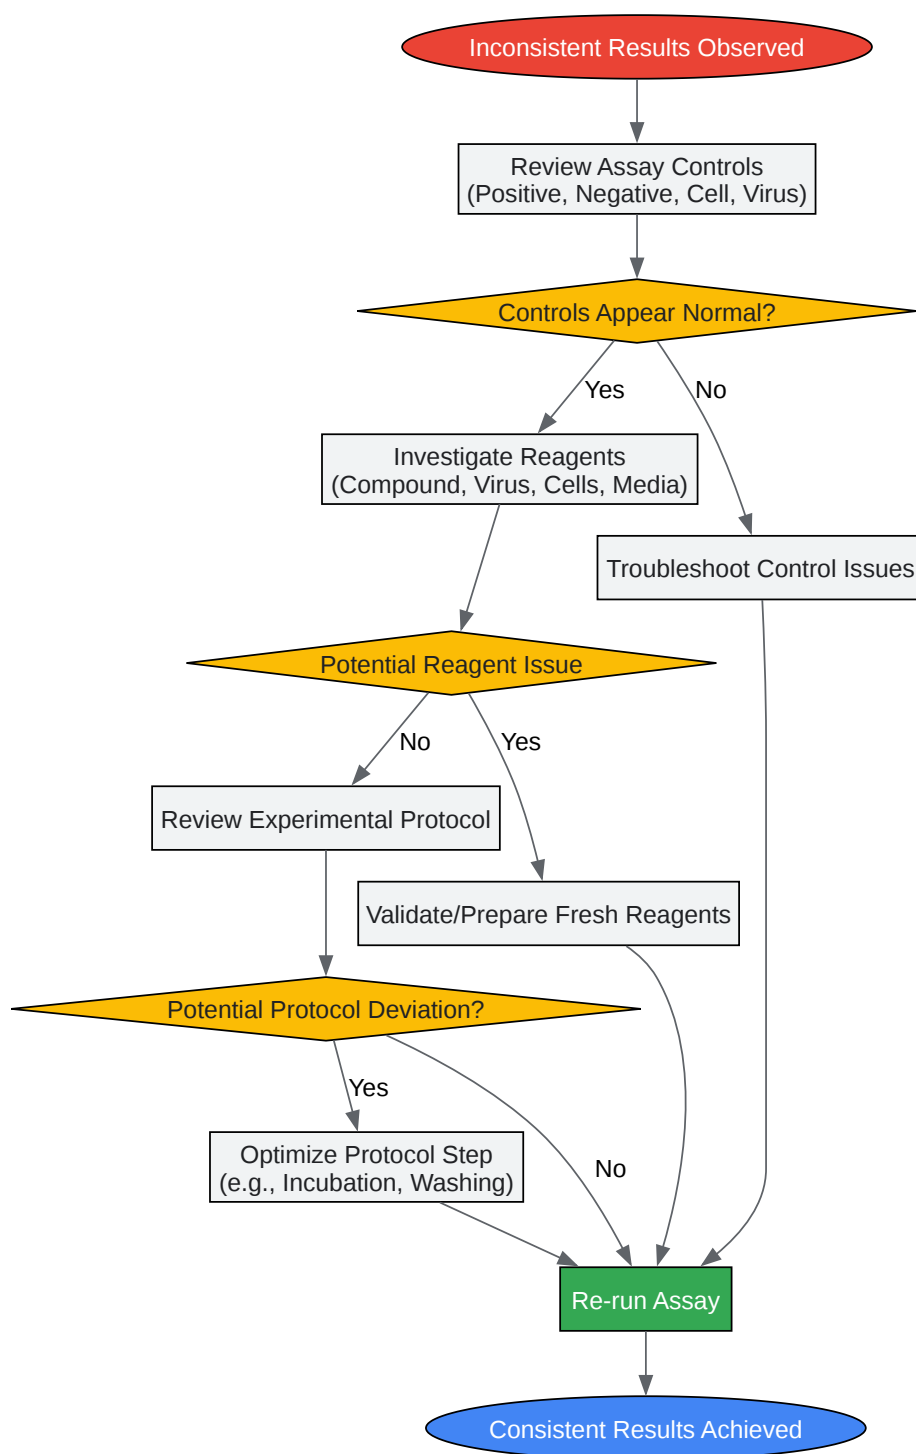 Inconsistent Results Observed
Review Assay Controls
(Positive, Negative, Cell, Virus)
Controls Appear Normal?
Yes
No
Investigate Reagents
(Compound, Virus, Cells, Media)
Troubleshoot Control Issues
Potential Reagent Issue
No
Yes
Review Experimental Protocol
Validate/Prepare Fresh Reagents
Potential Protocol Deviation?
Yes
Optimize Protocol Step
(e.g., Incubation, Washing)
No
Re-run Assay
Consistent Results Achieved